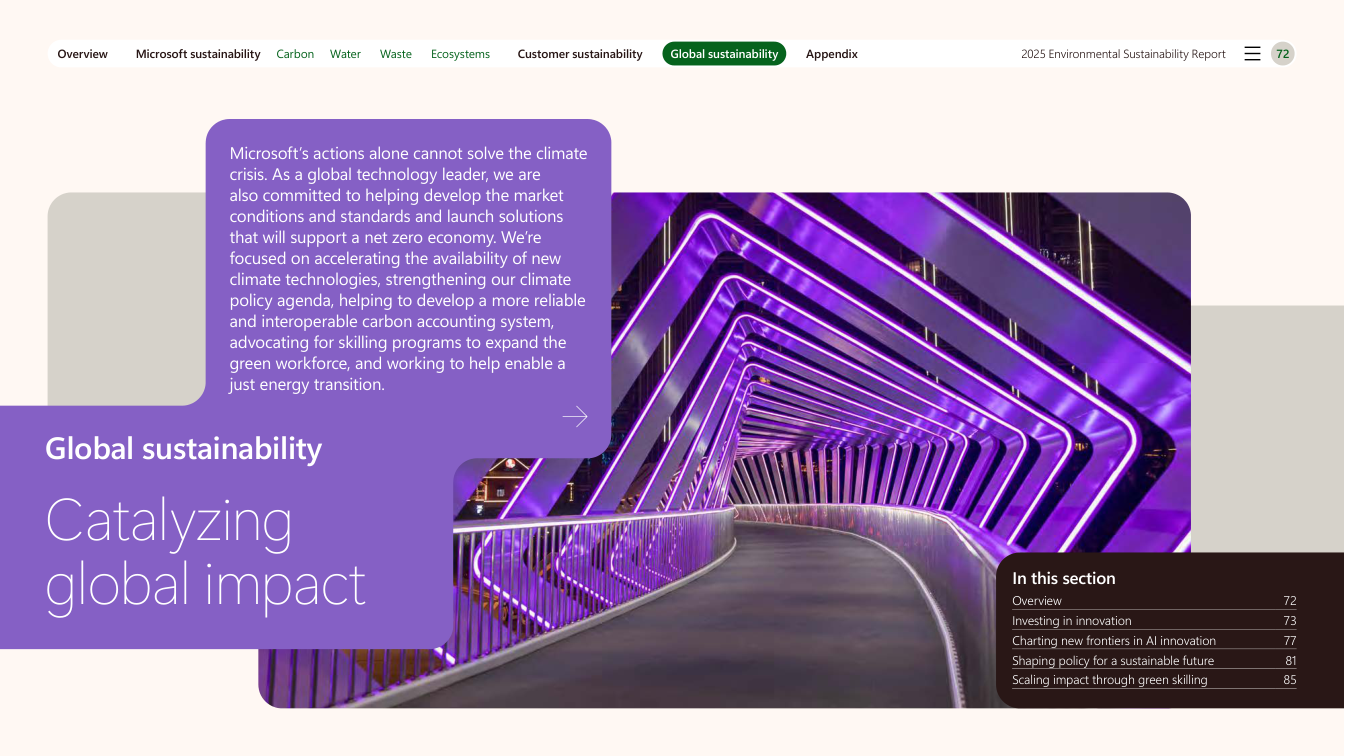 Overview Microsoft sustainability Carbon Water Waste Ecosystems Customer sustainability Global sustainability Appendix 2025 Environmental Sustainability Report 72
Microsoft’s actions alone cannot solve the climate
crisis. As a global technology leader, we are
also committed to helping develop the market
conditions and standards and launch solutions
that will support a net zero economy. We’re
focused on accelerating the availability of new
climate technologies, strengthening our climate
policy agenda, helping to develop a more reliable
and interoperable carbon accounting system,
advocating for skilling programs to expand the
green workforce, and working to help enable a
just energy transition.
Global sustainability
Catalyzing
global impact
In this section
Overview 72
Investing in innovation 73
Charting new frontiers in AI innovation 77
Shaping policy for a sustainable future 81
Scaling impact through green skilling 85